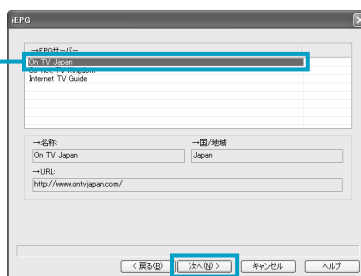 iEPG
→EPGサーバー
On TV Japan
Internet TV Guide
→名称:
→国/地域
On TV Japan
Japan
→URL:
http://www.ontvjapan.com/
< 戻る(B)
次へ(N) >
キャンセル
ヘルプ